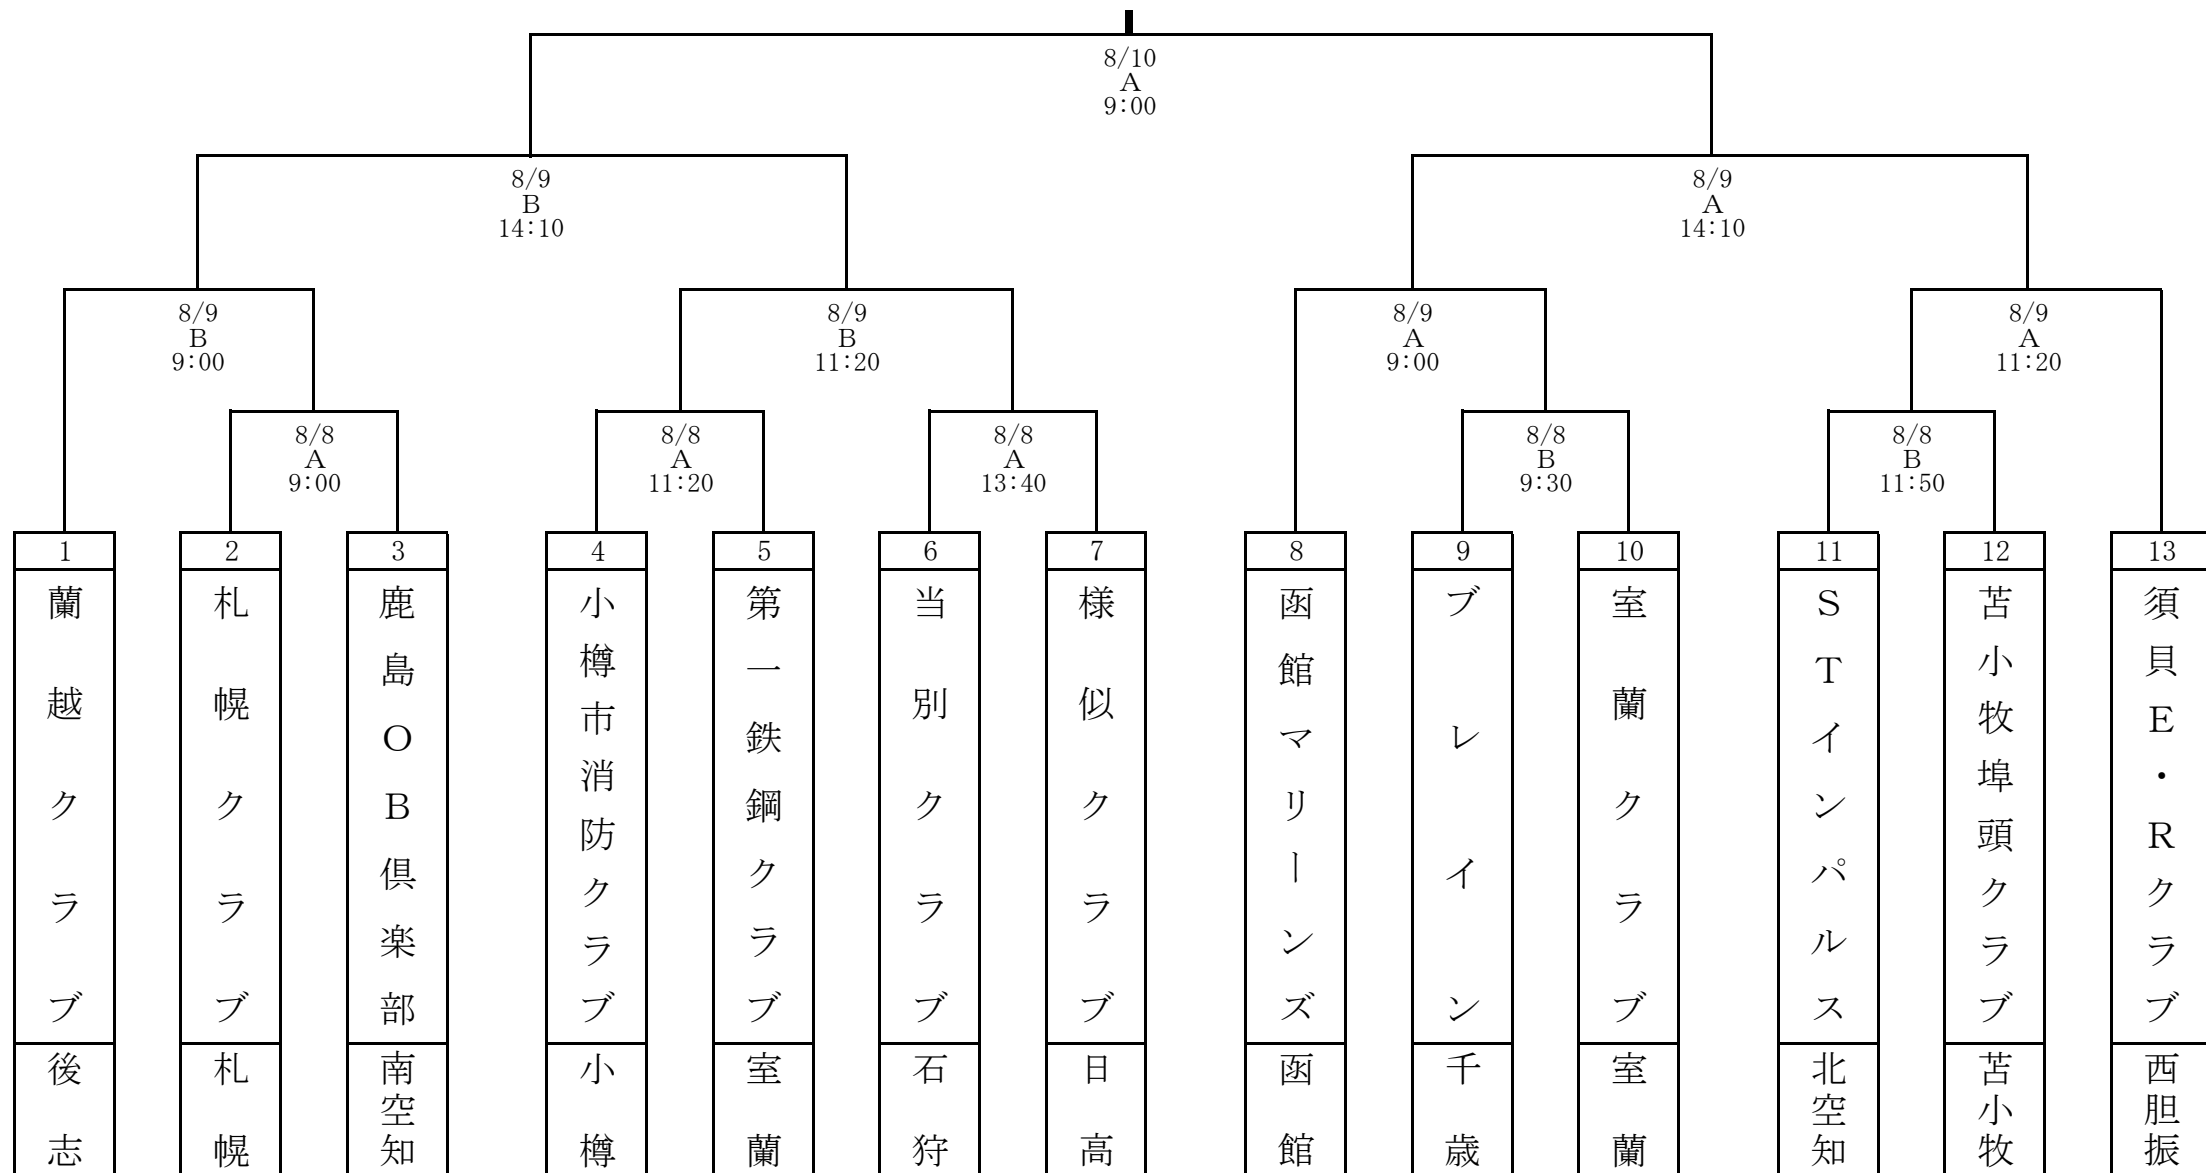 8/10
A
9:00
8/9
B
14:10
8/9
A
14:10
8/9
B
9:00
8/9
B
11:20
8/9
A
9:00
8/9
A
11:20
8/8
A
9:00
8/8
A
11:20
8/8
A
13:40
8/8
B
9:30
8/8
B
11:50
1
蘭越クラブ
後志
2
札幌クラブ
札幌
3
鹿島OB倶楽部
南空知
4
小樽市消防クラブ
小樽
5
第一鉄鋼クラブ
室蘭
6
当別クラブ
石狩
7
様似クラブ
日高
8
函館マリーンズ
函館
9
ブレイン
千歳
10
室蘭クラブ
室蘭
11
STインパルス
北空知
12
苫小牧埠頭クラブ
苫小牧
13
須貝E・Rクラブ
西胆振